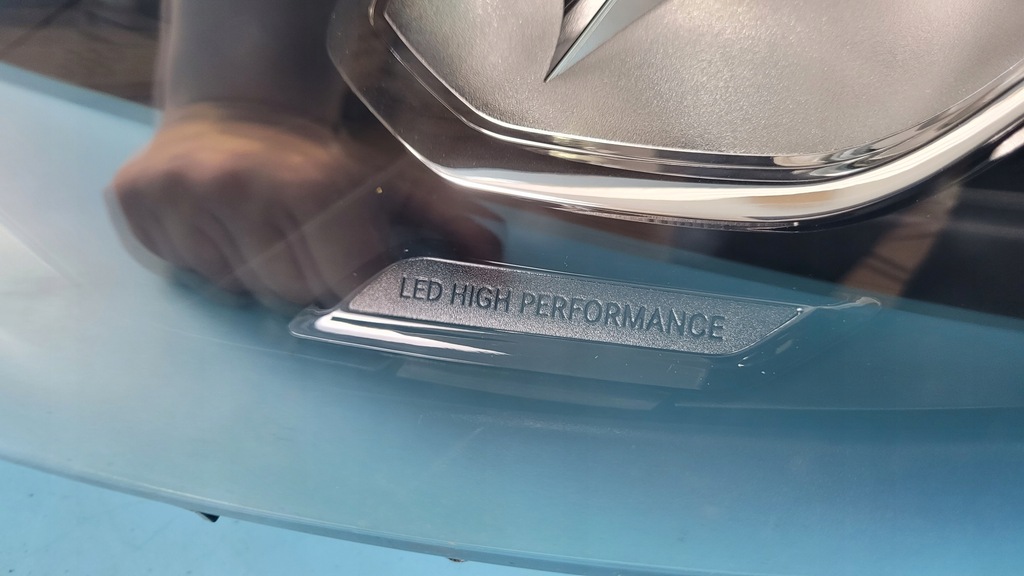 LED HIGH PERFORMANCE